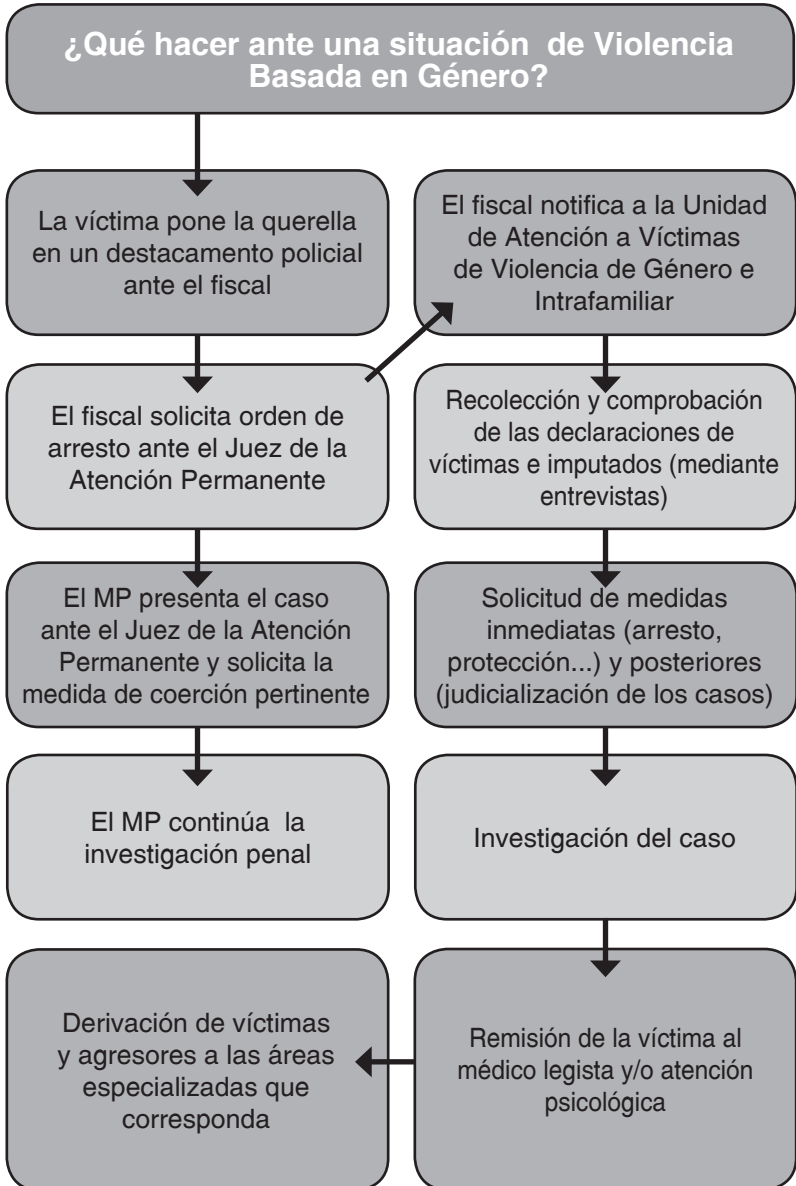 ¿Qué hacer ante una situación de Violencia
Basada en Género?
La víctima pone la querella
en un destacamento policial
ante el fiscal
El fiscal solicita orden de
arresto ante el Juez de la
Atención Permanente
El MP presenta el caso
ante el Juez de la Atención
Permanente y solicita la
medida de coerción pertinente
El MP continúa la
investigación penal
El fiscal notifica a la Unidad
de Atención a Víctimas
de Violencia de Género e
Intrafamiliar
Recolección y comprobación
de las declaraciones de
víctimas e imputados (mediante
entrevistas)
Solicitud de medidas
inmediatas (arresto,
protección...) y posteriores
(judicialización de los casos)
Investigación del caso
Remisión de la víctima al
médico legista y/o atención
psicológica
Derivación de víctimas
y agresores a las áreas
especializadas que
corresponda